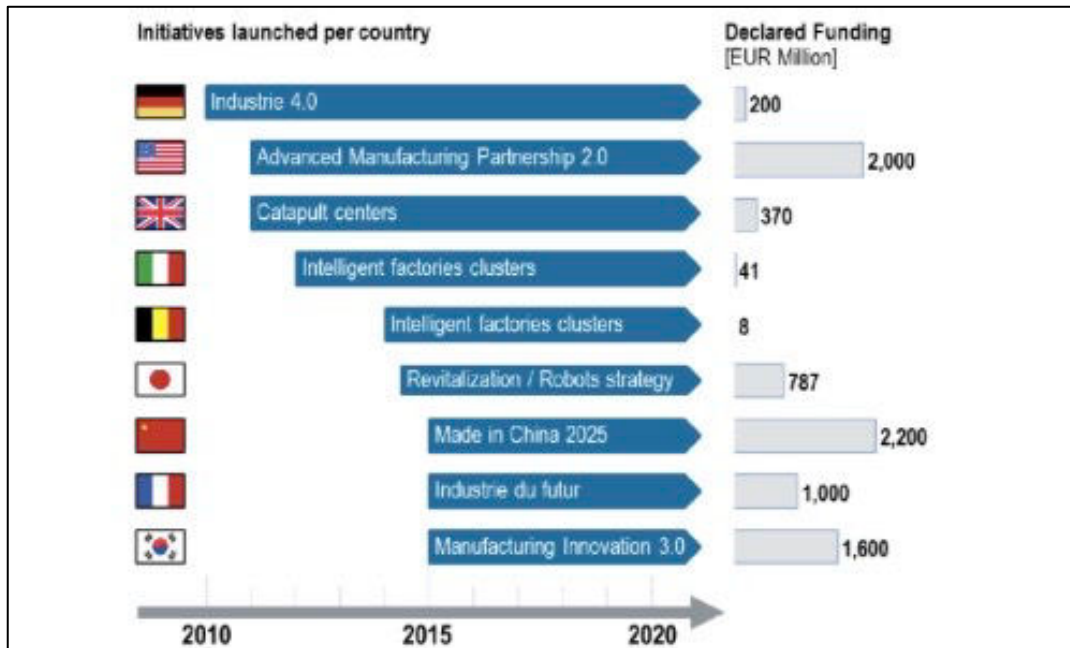 Initiatives launched per country
Declared Funding
[EUR Million]
Industrie 4.0
200
Advanced Manufacturing Partnership 2.0
2,000
Catapult centers
370
Intelligent factories clusters
41
Intelligent factories clusters
8
Revitalization / Robots strategy
787
Made in China 2025
2,200
Industrie du futur
1,000
Manufacturing Innovation 3.0
1,600
2010
2015
2020